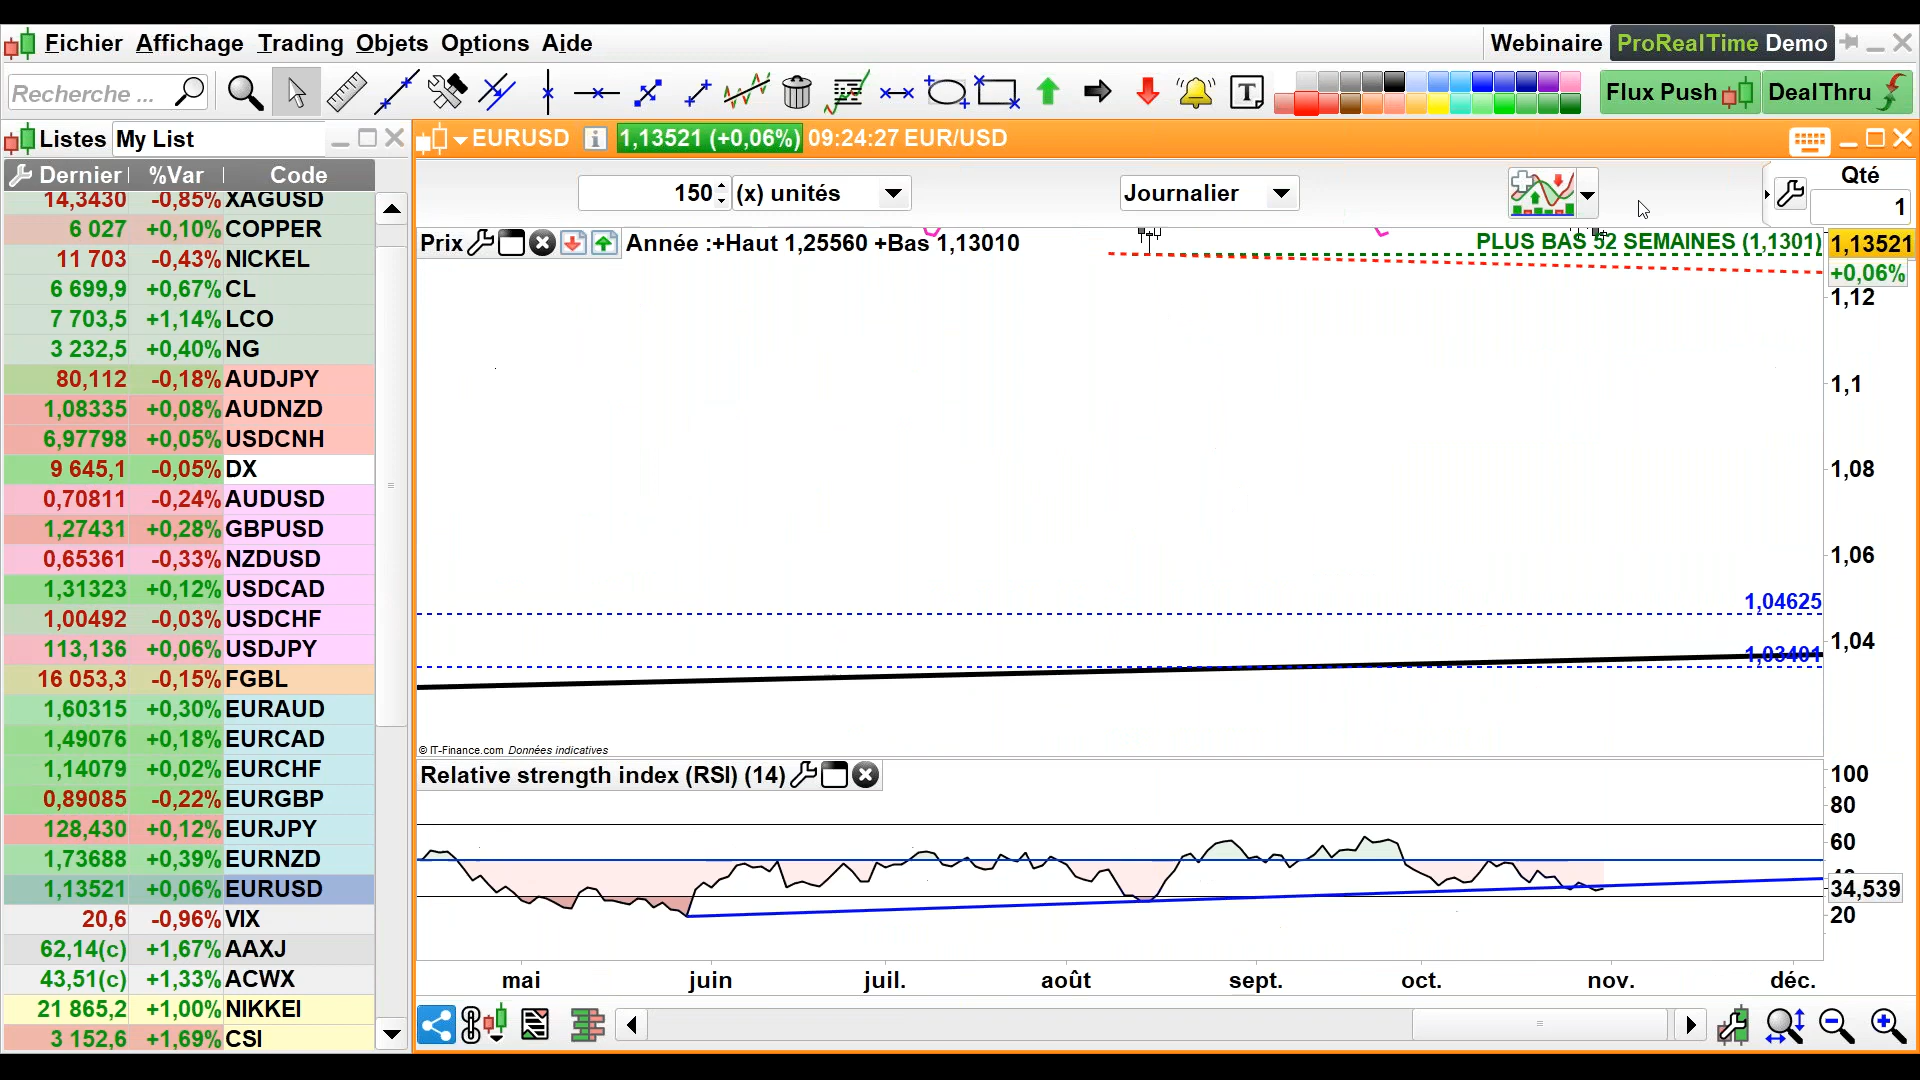 Fichier Affichage Trading Objets Options Aide
Webinaire ProRealTime Demo
Recherche ...
T
Flux Push DealThru
Listes My List
EURUSD i 1,13521 (+0,06%) 09:24:27 EUR/USD
Dernier %Var Code
14,3430 -0,85% XAGUSD
6 027 +0,10% COPPER
11 703 -0,43% NICKEL
6 699,9 +0,67% CL
7 703,5 +1,14% LCO
3 232,5 +0,40% NG
80,112 -0,18% AUDJPY
1,08335 +0,08% AUDNZD
6,97798 +0,05% USDCNH
9 645,1 -0,05% DX
0,70811 -0,24% AUDUSD
1,27431 +0,28% GBPUSD
0,65361 -0,33% NZDUSD
1,31323 +0,12% USDCAD
1,00492 -0,03% USDCHF
113,136 +0,06% USDJPY
16 053,3 -0,15% FGBL
1,60315 +0,30% EURAUD
1,49076 +0,18% EURCAD
1,14079 +0,02% EURCHF
0,89085 -0,22% EURGBP
128,430 +0,12% EURJPY
1,73688 +0,39% EURNZD
1,13521 +0,06% EURUSD
20,6 -0,96% VIX
62,14(c) +1,67% AAXJ
43,51(c) +1,33% ACWX
21 865,2 +1,00% NIKKEI
3 152,6 +1,69% CSI
150 (x) unités
Journalier
Qté
1
Prix
Année :+Haut 1,25560 +Bas 1,13010
PLUS BAS 52 SEMAINES (1,1301)
1,13521
+0,06%
1,12
1,1
1,08
1,06
1,04625
1,04
1,03401
© IT-Finance.com Données indicatives
Relative strength index (RSI) (14)
100
80
60
34,539
20
mai juin juil. août sept. oct. nov. déc.